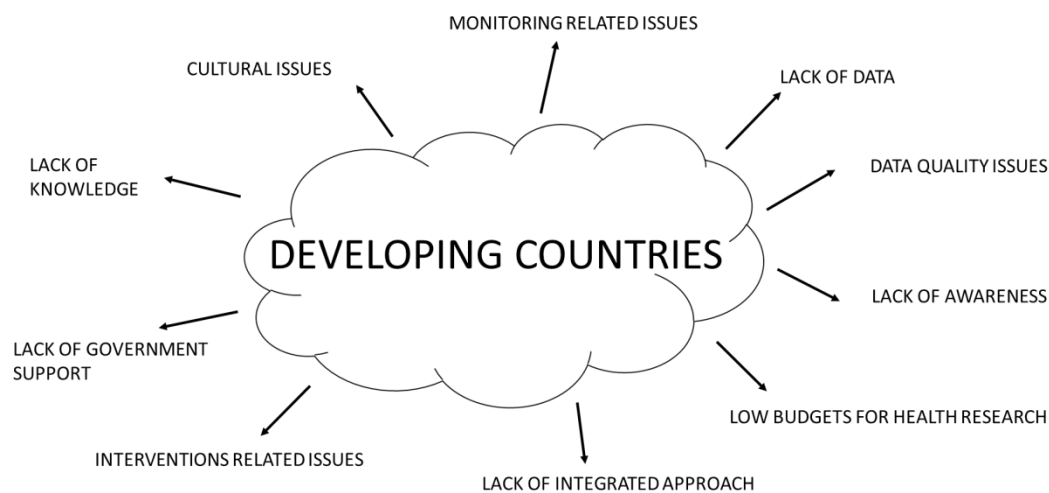 MONITORING RELATED ISSUES
CULTURAL ISSUES
LACK OF DATA
LACK OF
KNOWLEDGE
DATA QUALITY ISSUES
DEVELOPING COUNTRIES
LACK OF AWARENESS
LACK OF GOVERNMENT
SUPPORT
LOW BUDGETS FOR HEALTH RESEARCH
INTERVENTIONS RELATED ISSUES
LACK OF INTEGRATED APPROACH